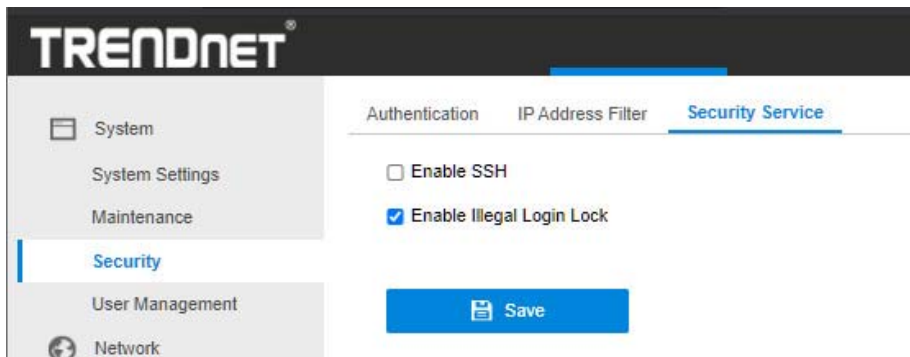 TRENDnet®
System
System Settings
Maintenance
Security
User Management
Network
Authentication IP Address Filter Security Service
Enable SSH
Enable Illegal Login Lock
Save